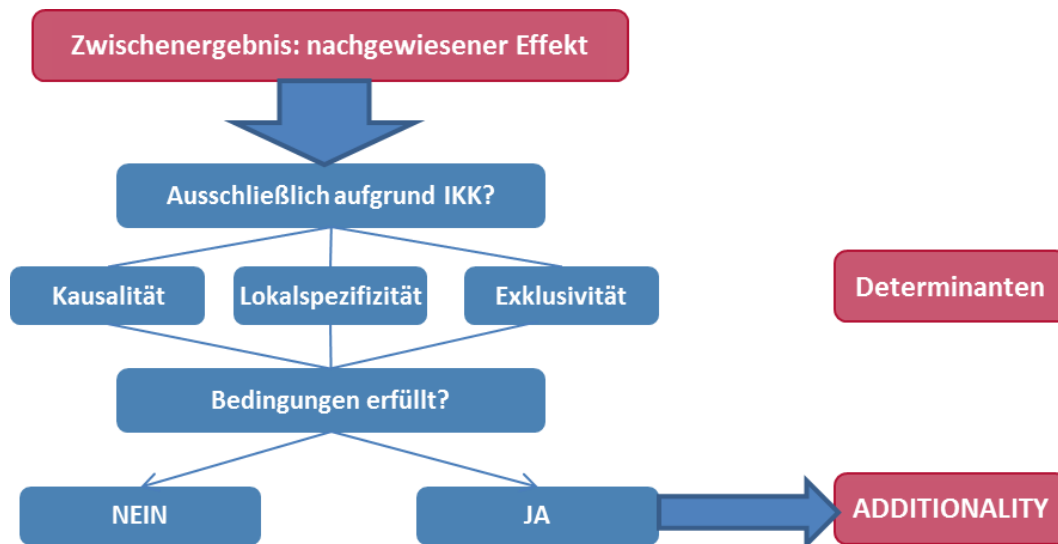 Zwischenergebnis: nachgewiesener Effekt
Ausschließlich aufgrund IKK?
Kausalität
Lokalspezifizität
Exklusivität
Determinanten
Bedingungen erfüllt?
NEIN
JA
ADDITIONALITY